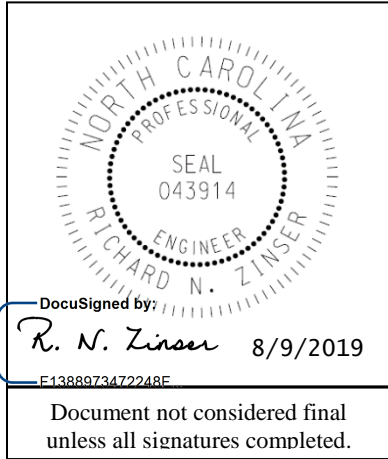 NORTH CAROLINA
PROFESSIONAL
SEAL
043914
ENGINEER
RICHARD N. ZINSER
DocuSigned by:
R. N. Zinser 8/9/2019
F1388973472248F...
Document not considered final
unless all signatures completed.